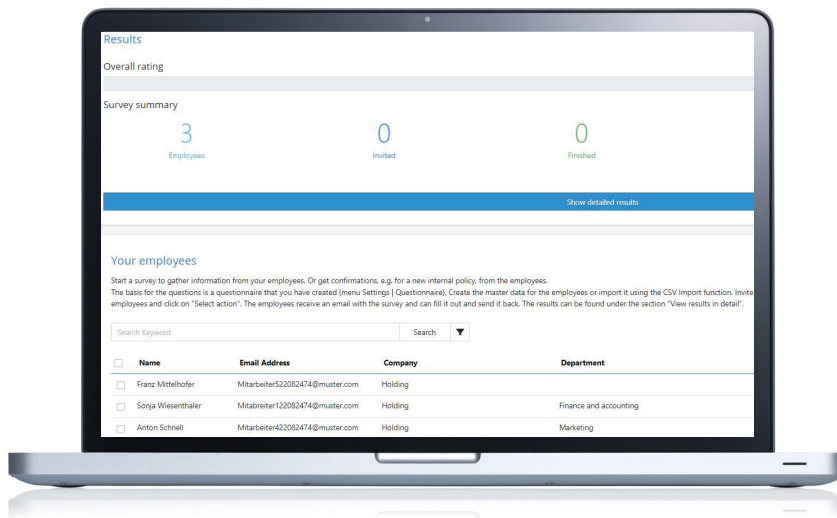 Results
Overall rating
Survey summary
3 0 0
Employees Invited Finished
Show detailed results
Your employees
Start a survey to gather information from your employees. Or get confirmations, e.g. for a new internal policy, from the employees.
The basis for the questions is a questionnaire that you have created (menu Settings | Questionnaire). Create the master data for the employees or import it using the CSV Import function. Invite
employees and click on "Select action". The employees receive an email with the survey and can fill it out and send it back. The results can be found under the section "View results in detail".
Search Keyword Search
Name Email Address Company Department
Franz Mittelhofer Mitarbeiter522082474@muster.com Holding
Sonja Wiesenthaler Mitabreiter122082474@muster.com Holding Finance and accounting
Anton Schnell Mitarbeiter422082474@muster.com Holding Marketing